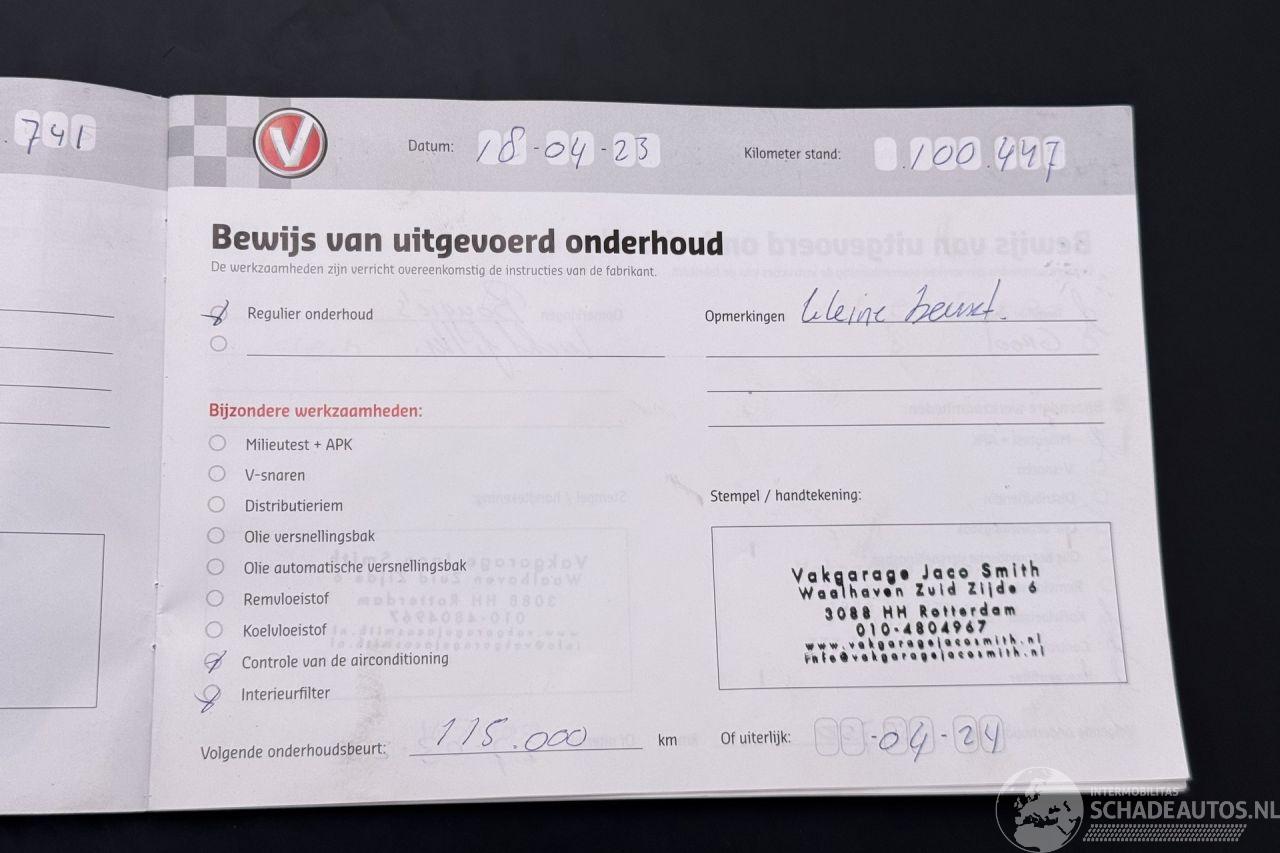 741
V
Datum: 18-04-23
Kilometer stand: 100.447
Bewijs van uitgevoerd onderhoud
De werkzaamheden zijn verricht overeenkomstig de instructies van de fabrikant.
Regulier onderhoud
Opmerkingen kleine beurt.
Bijzondere werkzaamheden:
Milieutest + APK
V-snaren
Distributieriem
Olie versnellingsbak
Olie automatische versnellingsbak
Remvloeistof
Koelvloeistof
Controle van de airconditioning
Interieurfilter
Stempel / handtekening:
Vakgarage Jaco Smith
Waalhaven Zuid Zijde 6
3088 HH Rotterdam
010-4804967
www.vakgaragejacosmith.nl
info@vakgaragejacosmith.nl
Volgende onderhoudsbeurt: 115.000 km
Of uiterlijk: -04-24
INTERMOBILITAS
SCHADEAUTOS.NL